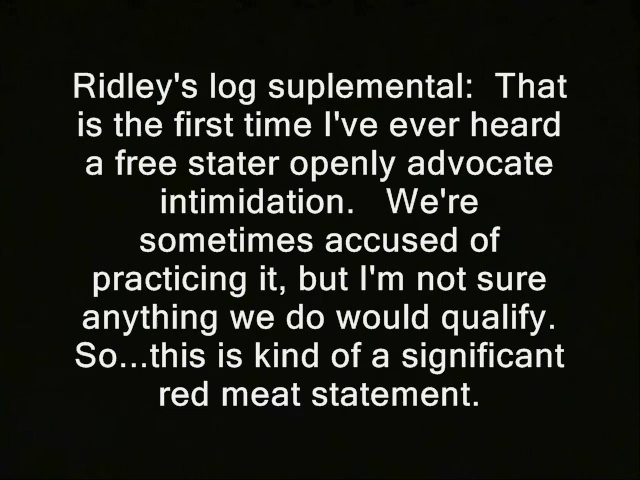 Ridley's log suplemental:  That
is the first time I've ever heard
a free stater openly advocate
intimidation.   We're
sometimes accused of
practicing it, but I'm not sure
anything we do would qualify.
So...this is kind of a significant
red meat statement.